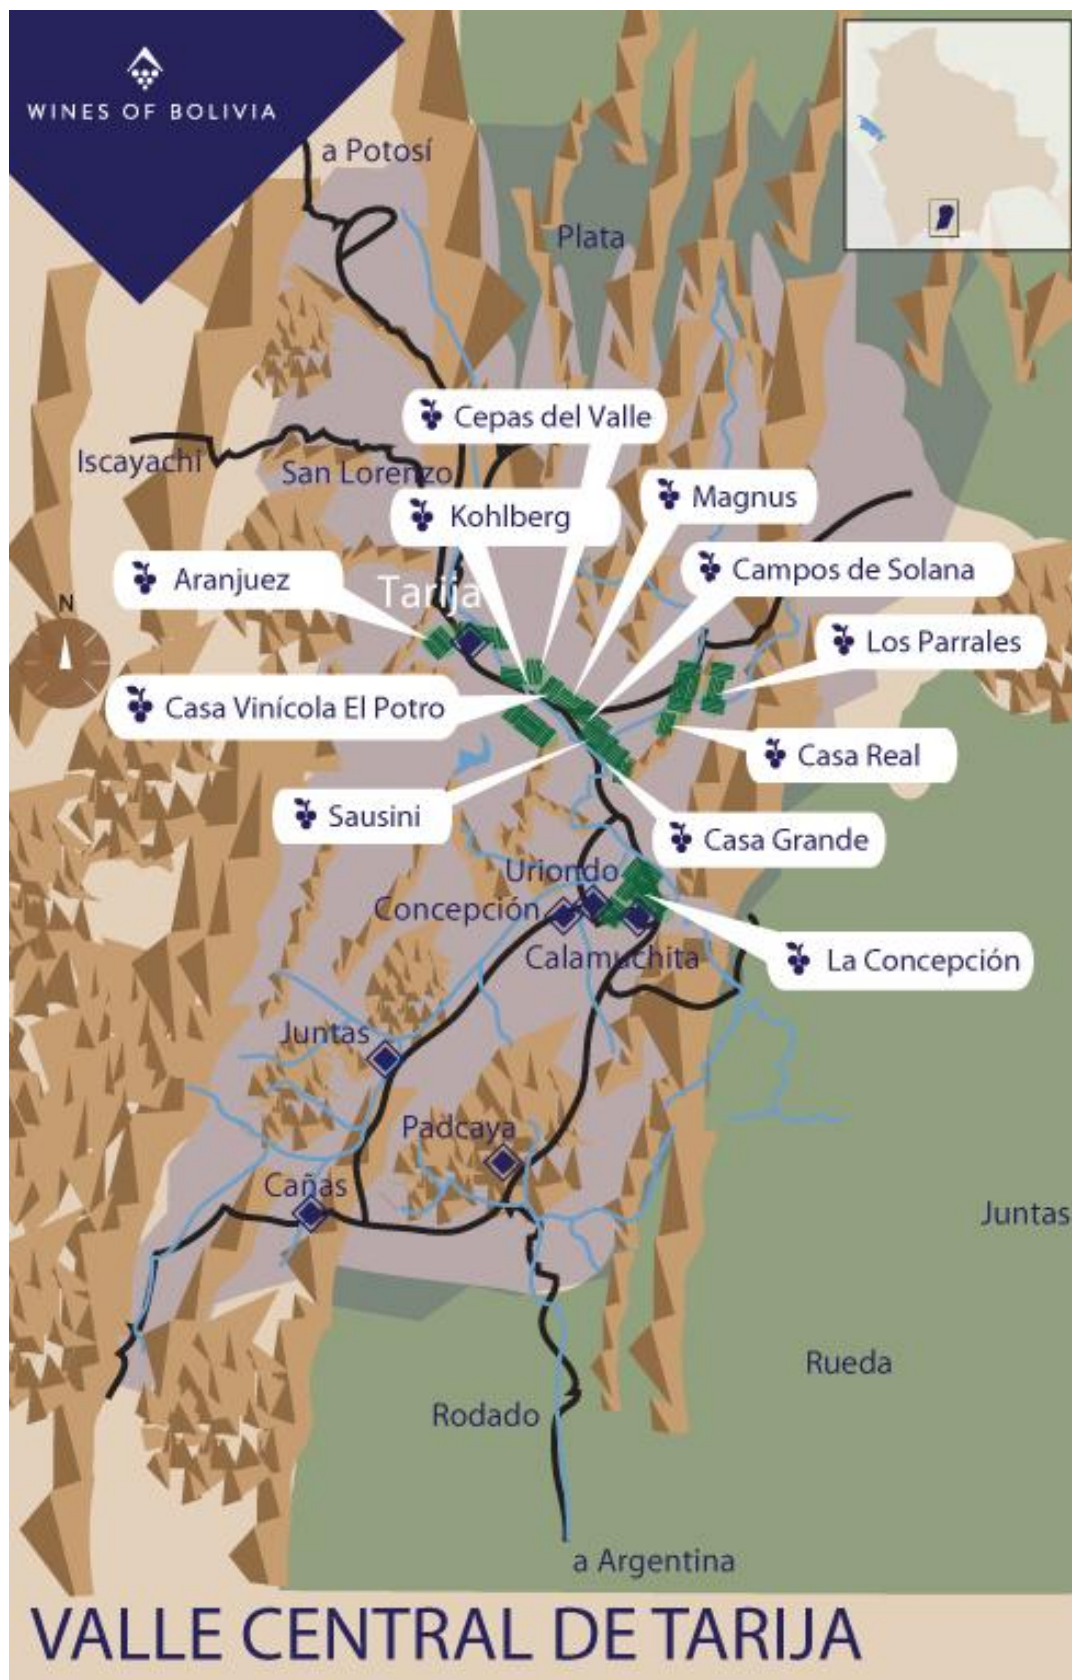 WINES OF BOLIVIA
a Potosí
Plata
Cepas del Valle
Iscayachi
San Lorenzo
Magnus
Kohlberg
Campos de Solana
Aranjuez
Tarija
N
Los Parrales
Casa Vinícola El Potro
Casa Real
Sausini
Casa Grande
Uriondo
Concepción
Calamuchita
La Concepción
Juntas
Padcaya
Cañas
Juntas
Rueda
Rodado
a Argentina
VALLE CENTRAL DE TARIJA